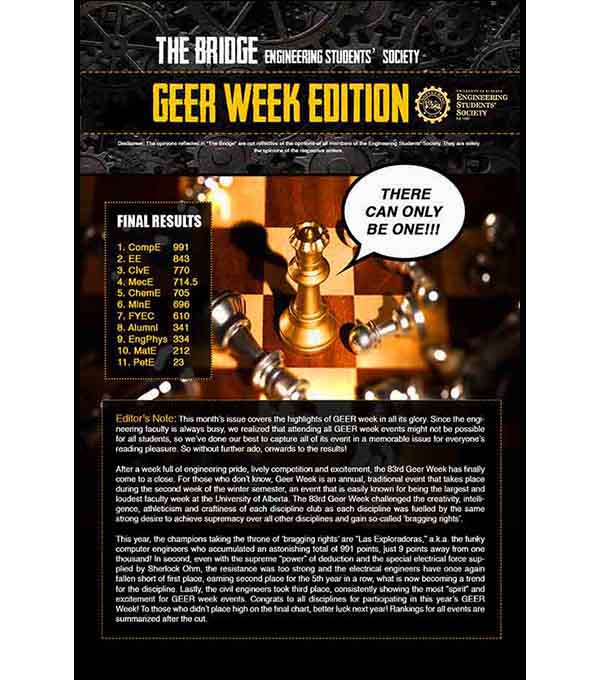 THE BRIDGE ENGINEERING STUDENTS' SOCIETY
GEER WEEK EDITION
ENGINEERING
STUDENTS'
SOCIETY
Disclaimer: The opinions reflected in "The Bridge" are not reflective of the opinions of all members of the Engineering Students' Society. They are solely
the opinions of the respective writers.
THERE
CAN ONLY
BE ONE!!!
FINAL RESULTS
1. CompE 991
2. EE 843
3. CivE 770
4. MecE 714.5
5. ChemE 705
6. MinE 696
7. FYEC 610
8. Alumni 341
9. EngPhys 334
10. MatE 212
11. PetE 23
Editor's Note: This month's issue covers the highlights of GEER week in all its glory. Since the engi-
neering faculty is always busy, we realized that attending all GEER week events might not be possible
for all students, so we've done our best to capture all of its event in a memorable issue for everyone's
reading pleasure. So without further ado, onwards to the results!
After a week full of engineering pride, lively competition and excitement, the 83rd Geer Week has finally
come to a close. For those who don't know, Geer Week is an annual, traditional event that takes place
during the second week of the winter semester, an event that is easily known for being the largest and
loudest faculty week at the University of Alberta. The 83rd Geer Week challenged the creativity, intelli-
gence, athleticism and craftiness of each discipline club as each discipline was fuelled by the same
strong desire to achieve supremacy over all other disciplines and gain so-called 'bragging rights'.
This year, the champions taking the throne of 'bragging rights' are "Las Exploradoras," a.k.a. the funky
computer engineers who accumulated an astonishing total of 991 points, just 9 points away from one
thousand! In second, even with the supreme "power" of deduction and the special electrical force sup-
plied by Sherlock Ohm, the resistance was too strong and the electrical engineers have once again
fallen short of first place, earning second place for the 5th year in a row, what is now becoming a trend
for the discipline. Lastly, the civil engineers took third place, consistently showing the most "spirit" and
excitement for GEER week events. Congrats to all disciplines for participating in this year's GEER
Week! To those who didn't place high on the final chart, better luck next year! Rankings for all events are
summarized after the cut.